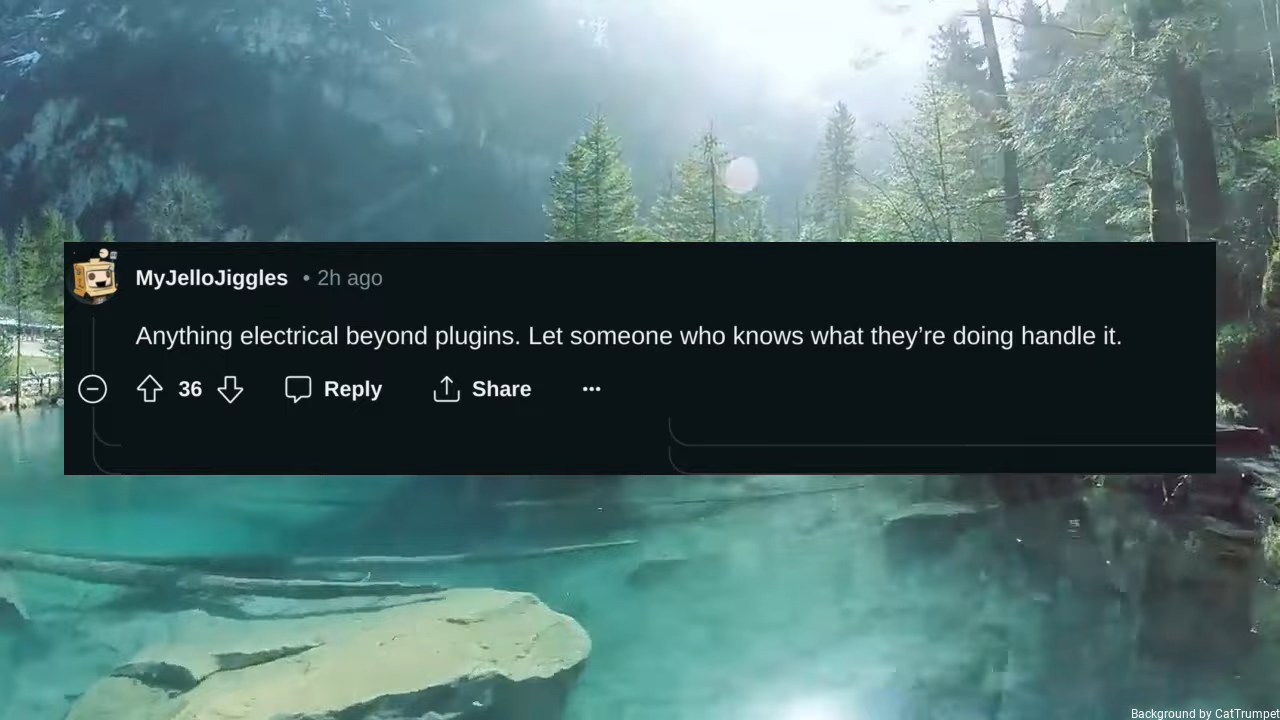 MyJelloJiggles • 2h ago
Anything electrical beyond plugins. Let someone who knows what they’re doing handle it.
36 Reply Share ···
Background by CatTrumpet